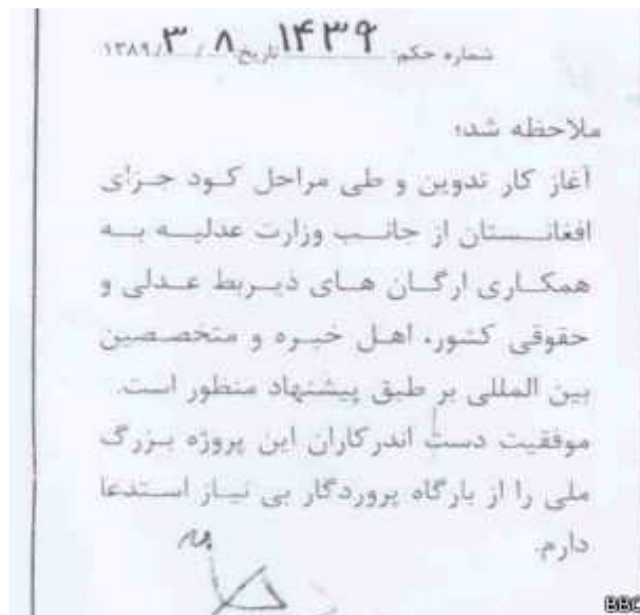 شماره حکم: ۱۴۳۹ تاریخ ۸ / ۳ / ۱۳۸۹
ملاحظه شد؛
آغاز کار تدوین و طی مراحل کود جزای
افغانستان از جانب وزارت عدلیه به
همکاری ارگان های ذیربط عدلی و
حقوقی کشور، اهل خبره و متخصصین
بین المللی بر طبق پیشنهاد منظور است.
موفقیت دست اندرکاران این پروژه بزرگ
ملی را از بارگاه پروردگار بی نیاز استدعا
دارم.
BBC